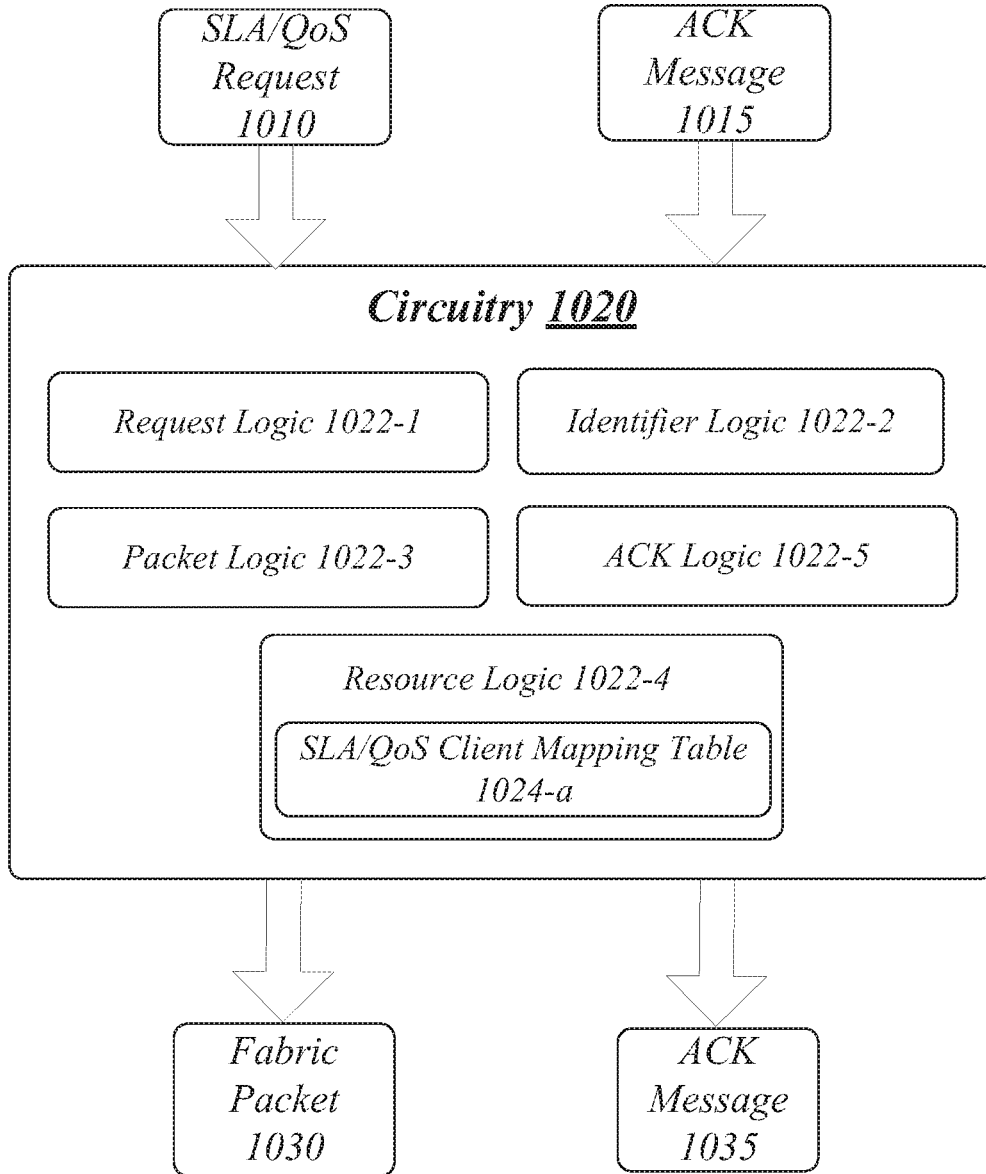 SLA/QoS
Request
1010
ACK
Message
1015
Circuitry 1020
Request Logic 1022-1
Identifier Logic 1022-2
Packet Logic 1022-3
ACK Logic 1022-5
Resource Logic 1022-4
SLA/QoS Client Mapping Table
1024-a
Fabric
Packet
1030
ACK
Message
1035